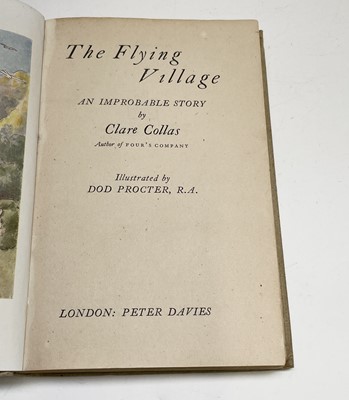 The Flying
Village
AN IMPROBABLE STORY
by
Clare Collas
Author of FOUR'S COMPANY
Illustrated by
DOD PROCTER, R.A.
LONDON: PETER DAVIES